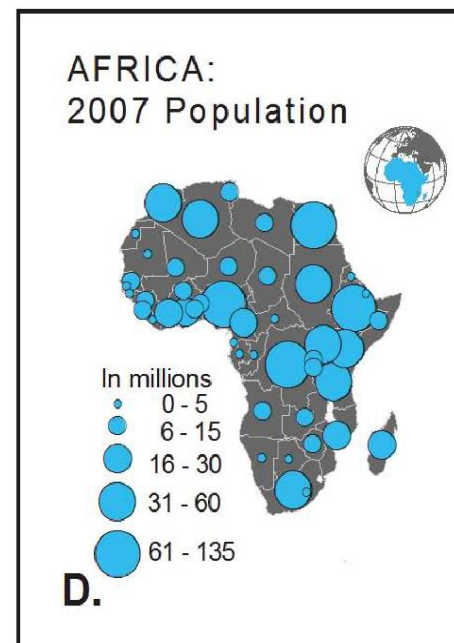 AFRICA:
2007 Population
In millions
0 - 5
6 - 15
16 - 30
31 - 60
61 - 135
D.